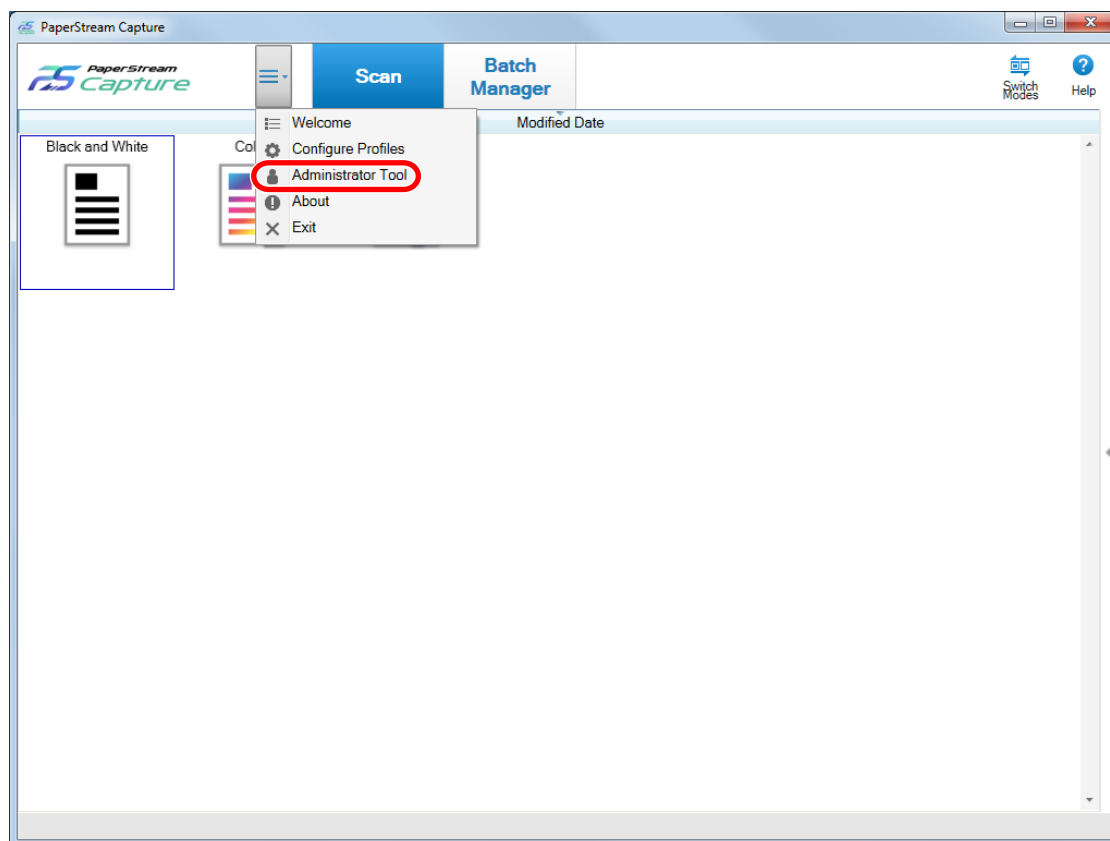 PaperStream Capture
PaperStream
Capture
Scan
Batch
Manager
Switch
Modes
Help
Modified Date
Welcome
Configure Profiles
Administrator Tool
About
Exit
Black and White